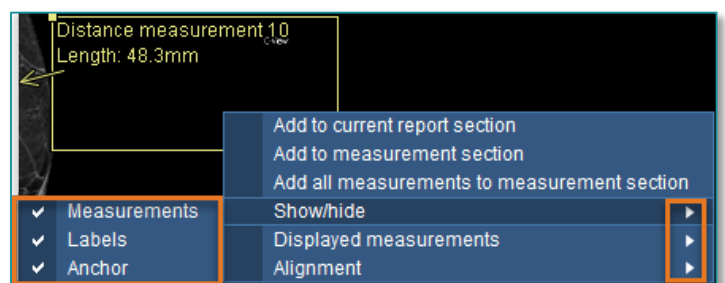 Distance measurement 10
C-View
Length: 48.3mm
Add to current report section
Add to measurement section
Add all measurements to measurement section
Measurements
Show/hide
Labels
Displayed measurements
Anchor
Alignment